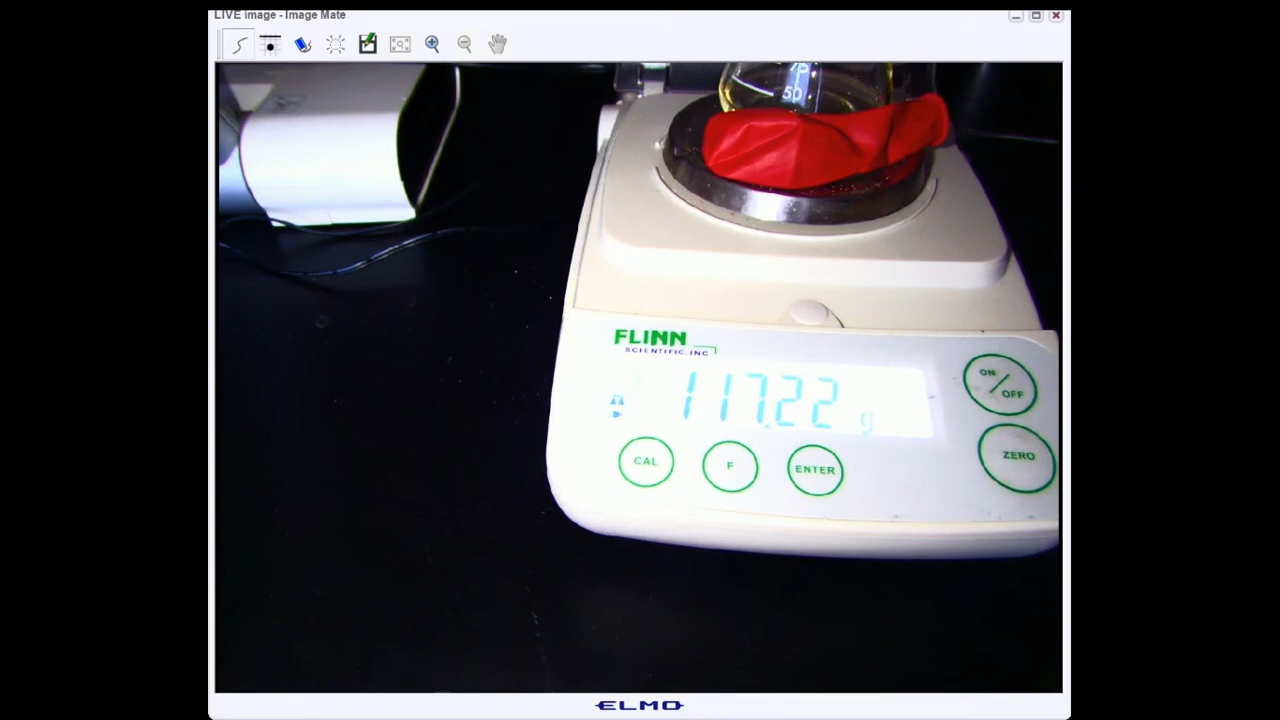 LIVE image - Image Mate
50
FLINN
SCIENTIFIC, INC
117.22 g
ON/OFF
CAL
F
ENTER
ZERO
ELMO